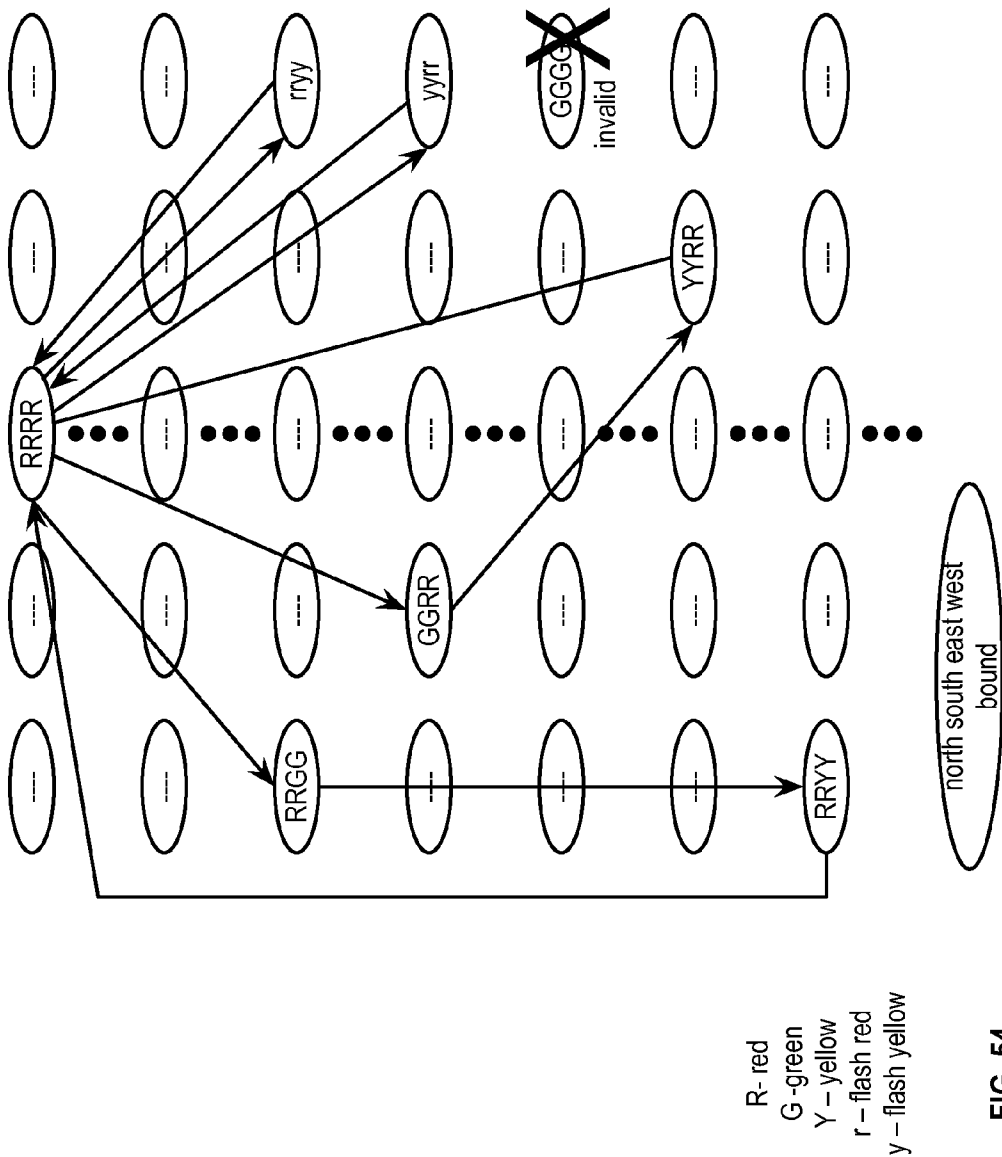 ---- ---- RRRR ---- ----
---- ---- ---- ---- ----
RRGG ---- ---- ---- rryy
---- GGRR ---- ---- yyrr
---- ---- ---- ---- GGGG
invalid
---- ---- ---- YYRR ----
RRYY ---- ---- ---- ----
north south east west
bound
R- red
G -green
Y – yellow
r – flash red
y – flash yellow
FIG. 54